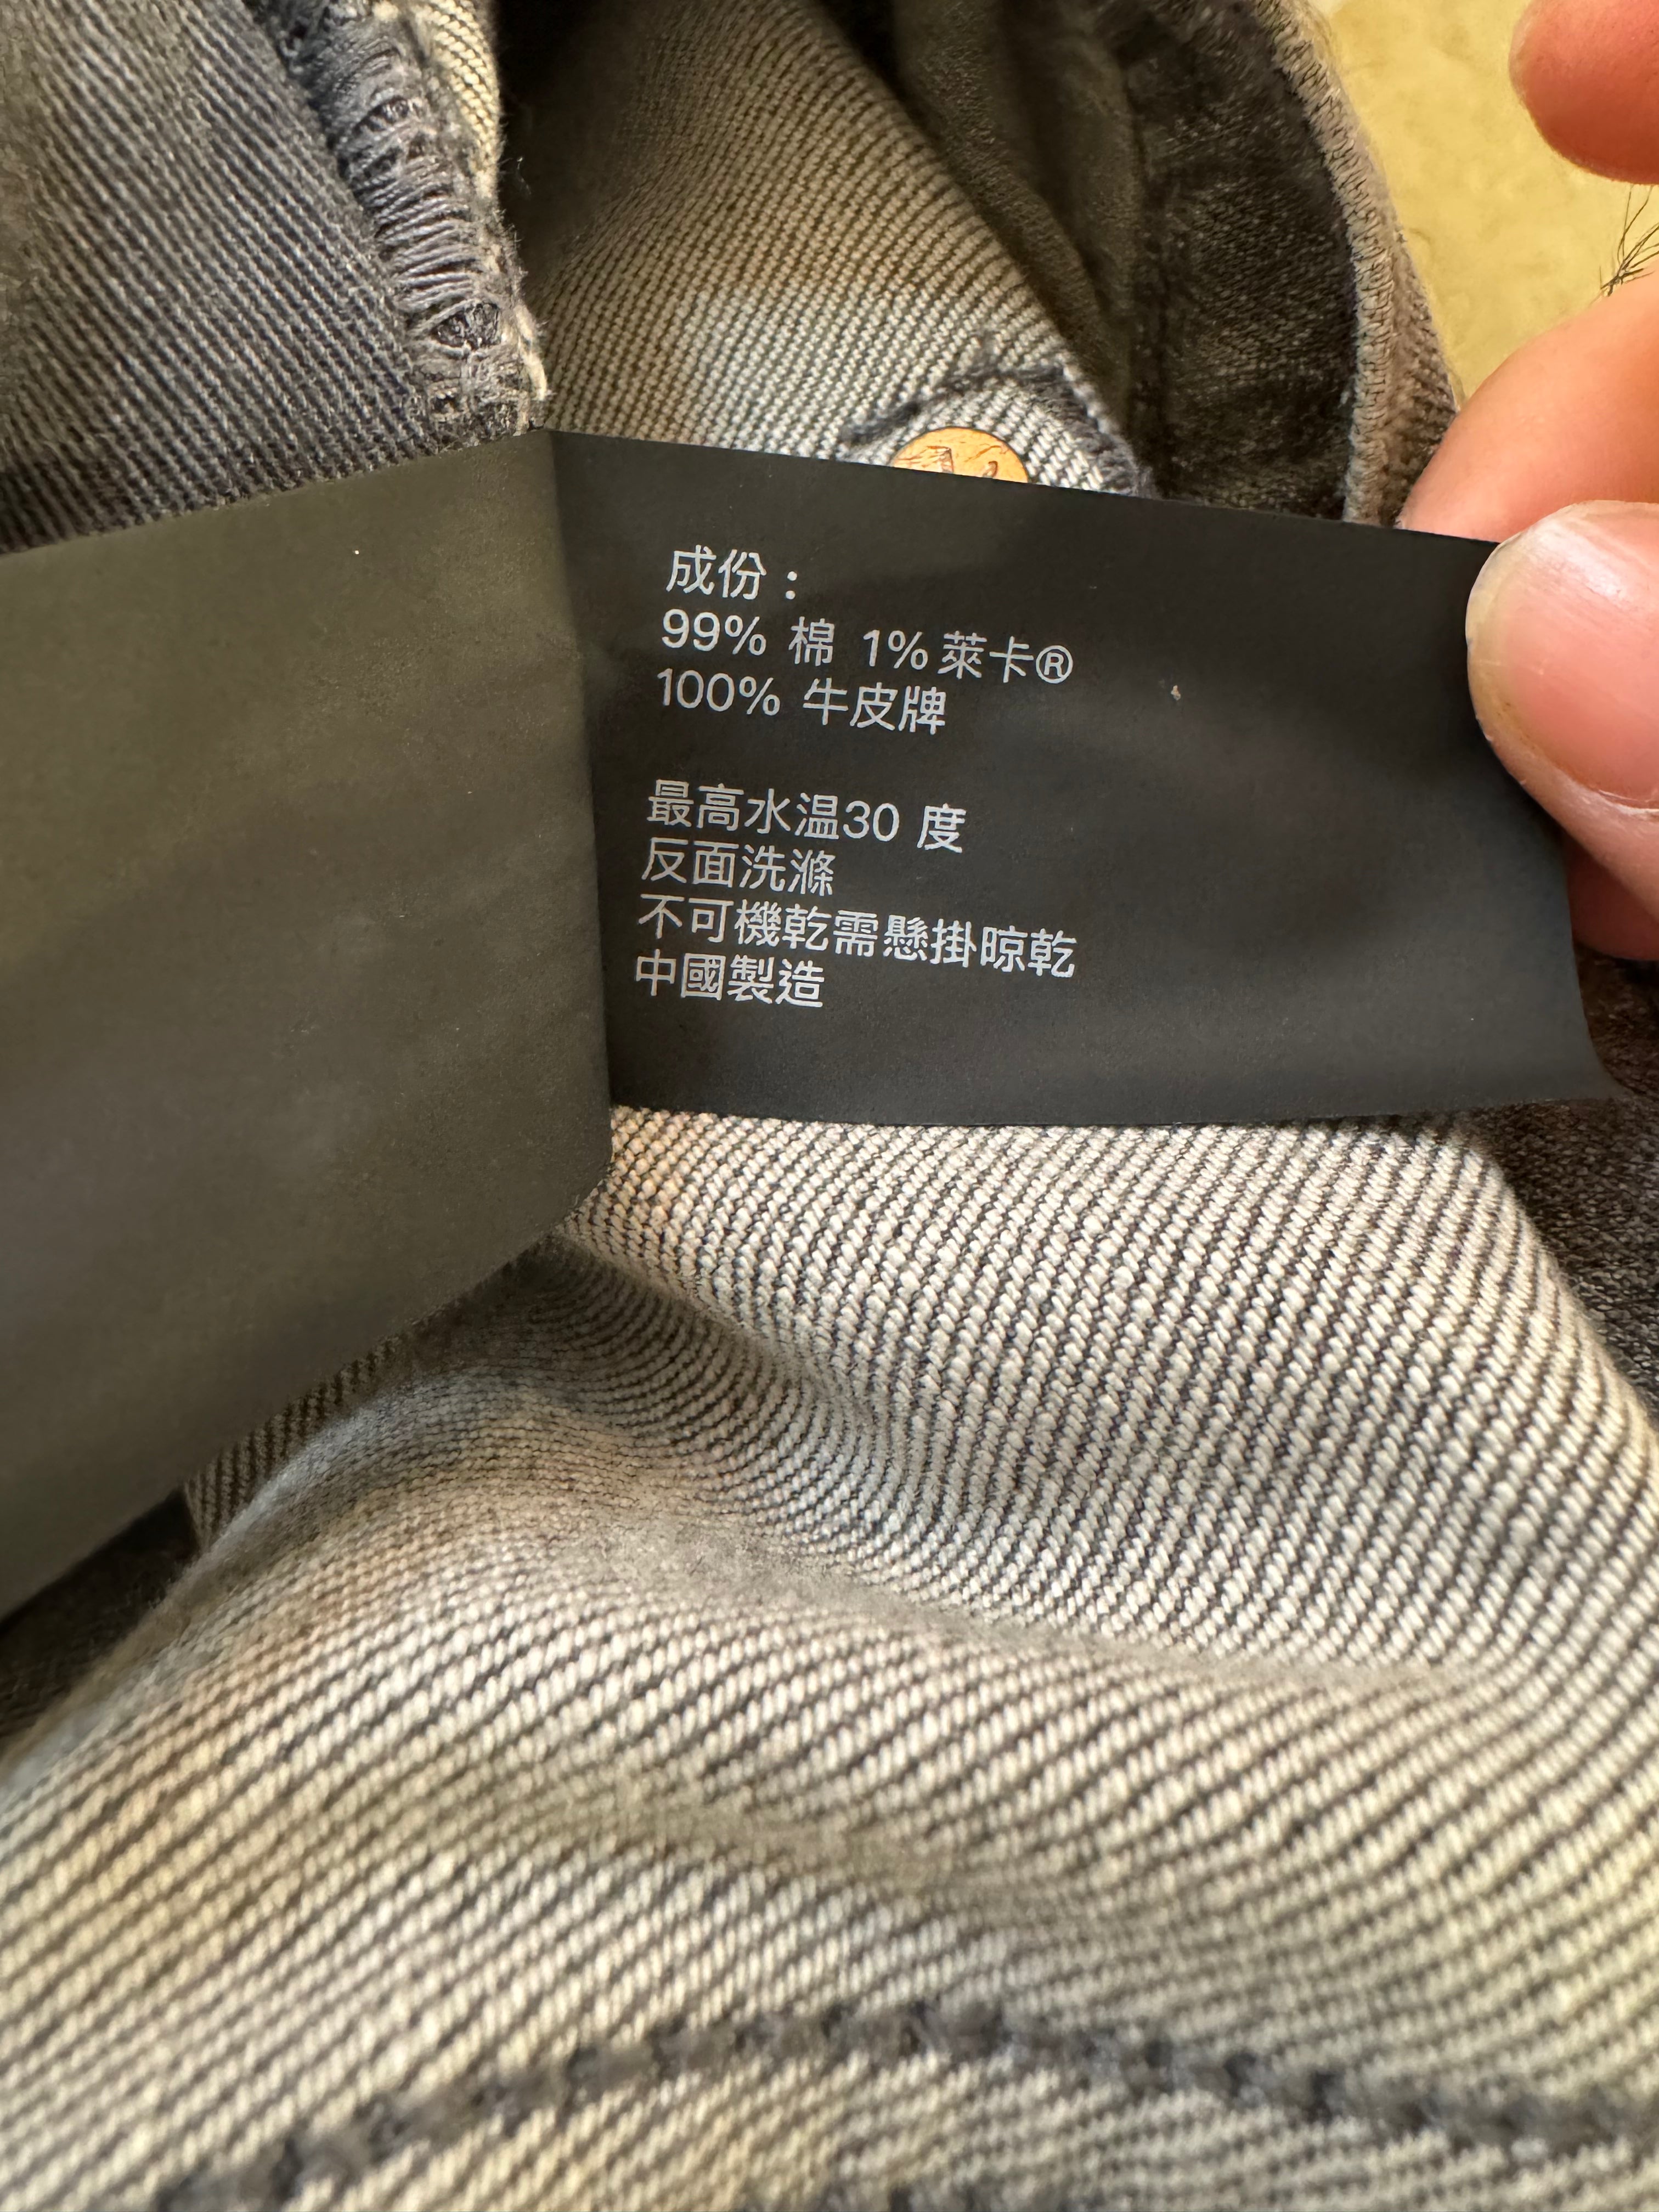 成份：
99% 棉 1% 萊卡®
100% 牛皮牌
最高水温30 度
反面洗滌
不可機乾需懸掛晾乾
中國製造